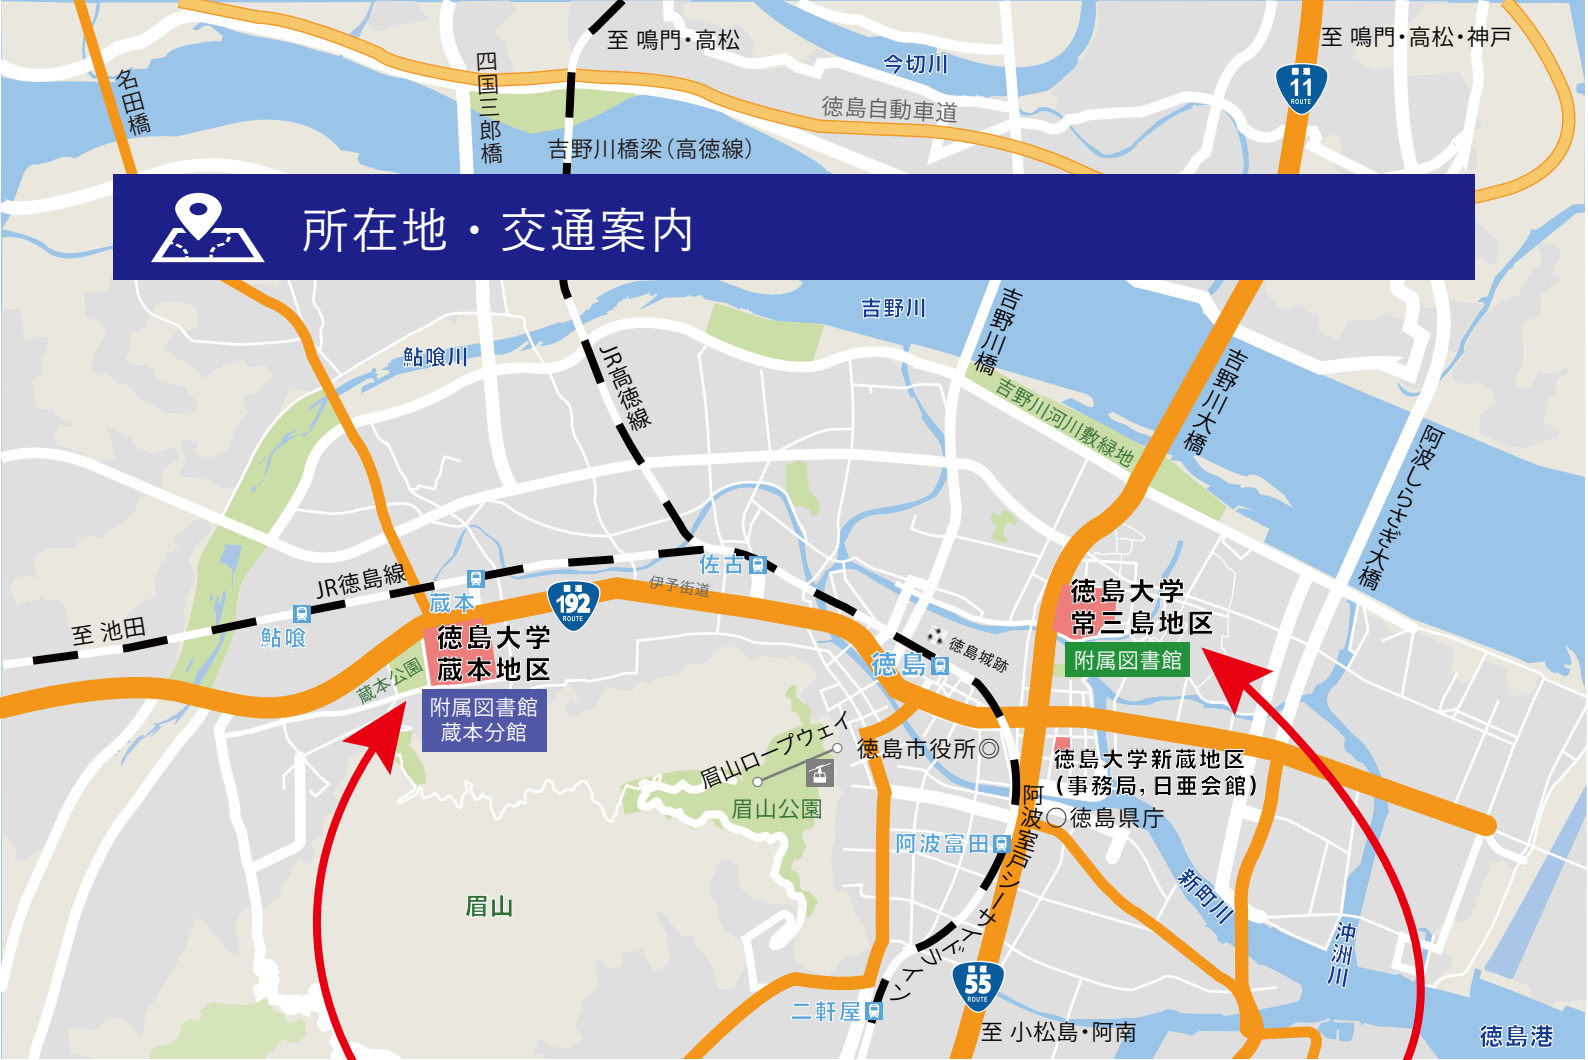 至 鳴門・高松
至 鳴門・高松・神戸
今切川
名田橋
四国三郎橋
国道
11
ROUTE
徳島自動車道
吉野川橋梁（高徳線）
所在地・交通案内
吉野川
吉野川橋
鮎喰川
JR高徳線
吉野川大橋
吉野川河川敷緑地
阿波しらさぎ大橋
JR徳島線
蔵本
佐古
伊予街道
国道
192
ROUTE
徳島大学
常三島地区
附属図書館
至 池田
鮎喰
徳島大学
蔵本地区
附属図書館
蔵本分館
蔵本公園
徳島
徳島城跡
眉山ロープウェイ
徳島市役所◎
徳島大学新蔵地区
（事務局，日亜会館）
眉山公園
○徳島県庁
阿波富田
阿波室戸シーサイドライン
眉山
新町川
沖洲川
国道
55
ROUTE
二軒屋
至 小松島・阿南
徳島港